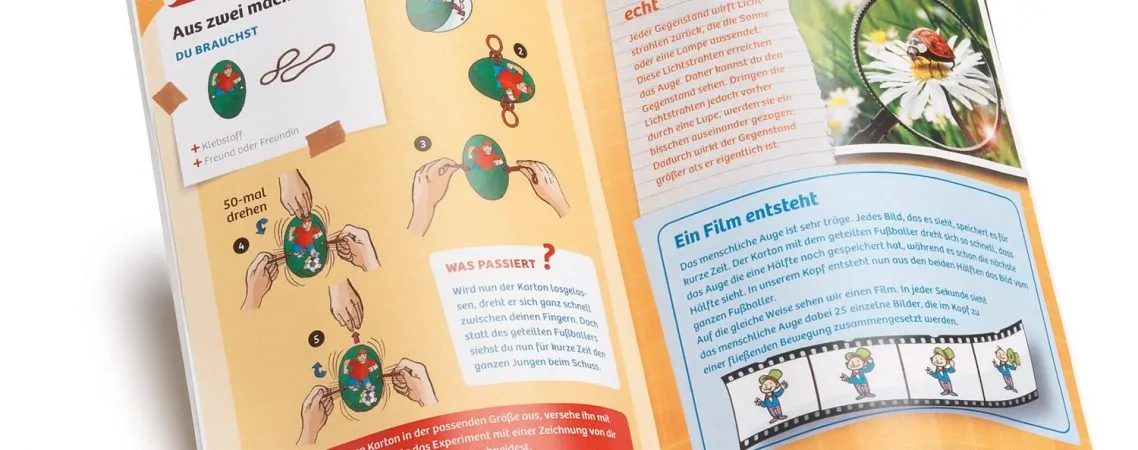 Aus zwei mach
DU BRAUCHST
+ Klebstoff
+ Freund oder Freundin
2
3
50-mal
drehen
4
5
WAS PASSIERT ?
Wird nun der Karton losgelas-
sen, dreht er sich ganz schnell
zwischen deinen Fingern. Doch
statt des geteilten Fußballers
siehst du nun für kurze Zeit den
ganzen Jungen beim Schuss.
Karton in der passenden Größe aus, versehe ihn mit
das Experiment mit einer Zeichnung von dir
echt
Jeder Gegenstand wirft Licht-
strahlen zurück, die die Sonne
oder eine Lampe aussendet.
Diese Lichtstrahlen erreichen
das Auge. Daher kannst du den
Gegenstand sehen. Dringen die
Lichtstrahlen jedoch vorher
durch eine Lupe, werden sie ein
bisschen auseinander gezogen.
Dadurch wirkt der Gegenstand
größer als er eigentlich ist.
Ein Film entsteht
Das menschliche Auge ist sehr träge. Jedes Bild, das es sieht, speichert es für
kurze Zeit. Der Karton mit dem geteilten Fußballer dreht sich so schnell, dass
das Auge die eine Hälfte noch gespeichert hat, während es schon die nächste
Hälfte sieht. In unserem Kopf entsteht nun aus den beiden Hälften das Bild vom
ganzen Fußballer.
Auf die gleiche Weise sehen wir einen Film. In jeder Sekunde sieht
das menschliche Auge dabei 25 einzelne Bilder, die im Kopf zu
einer fließenden Bewegung zusammengesetzt werden.